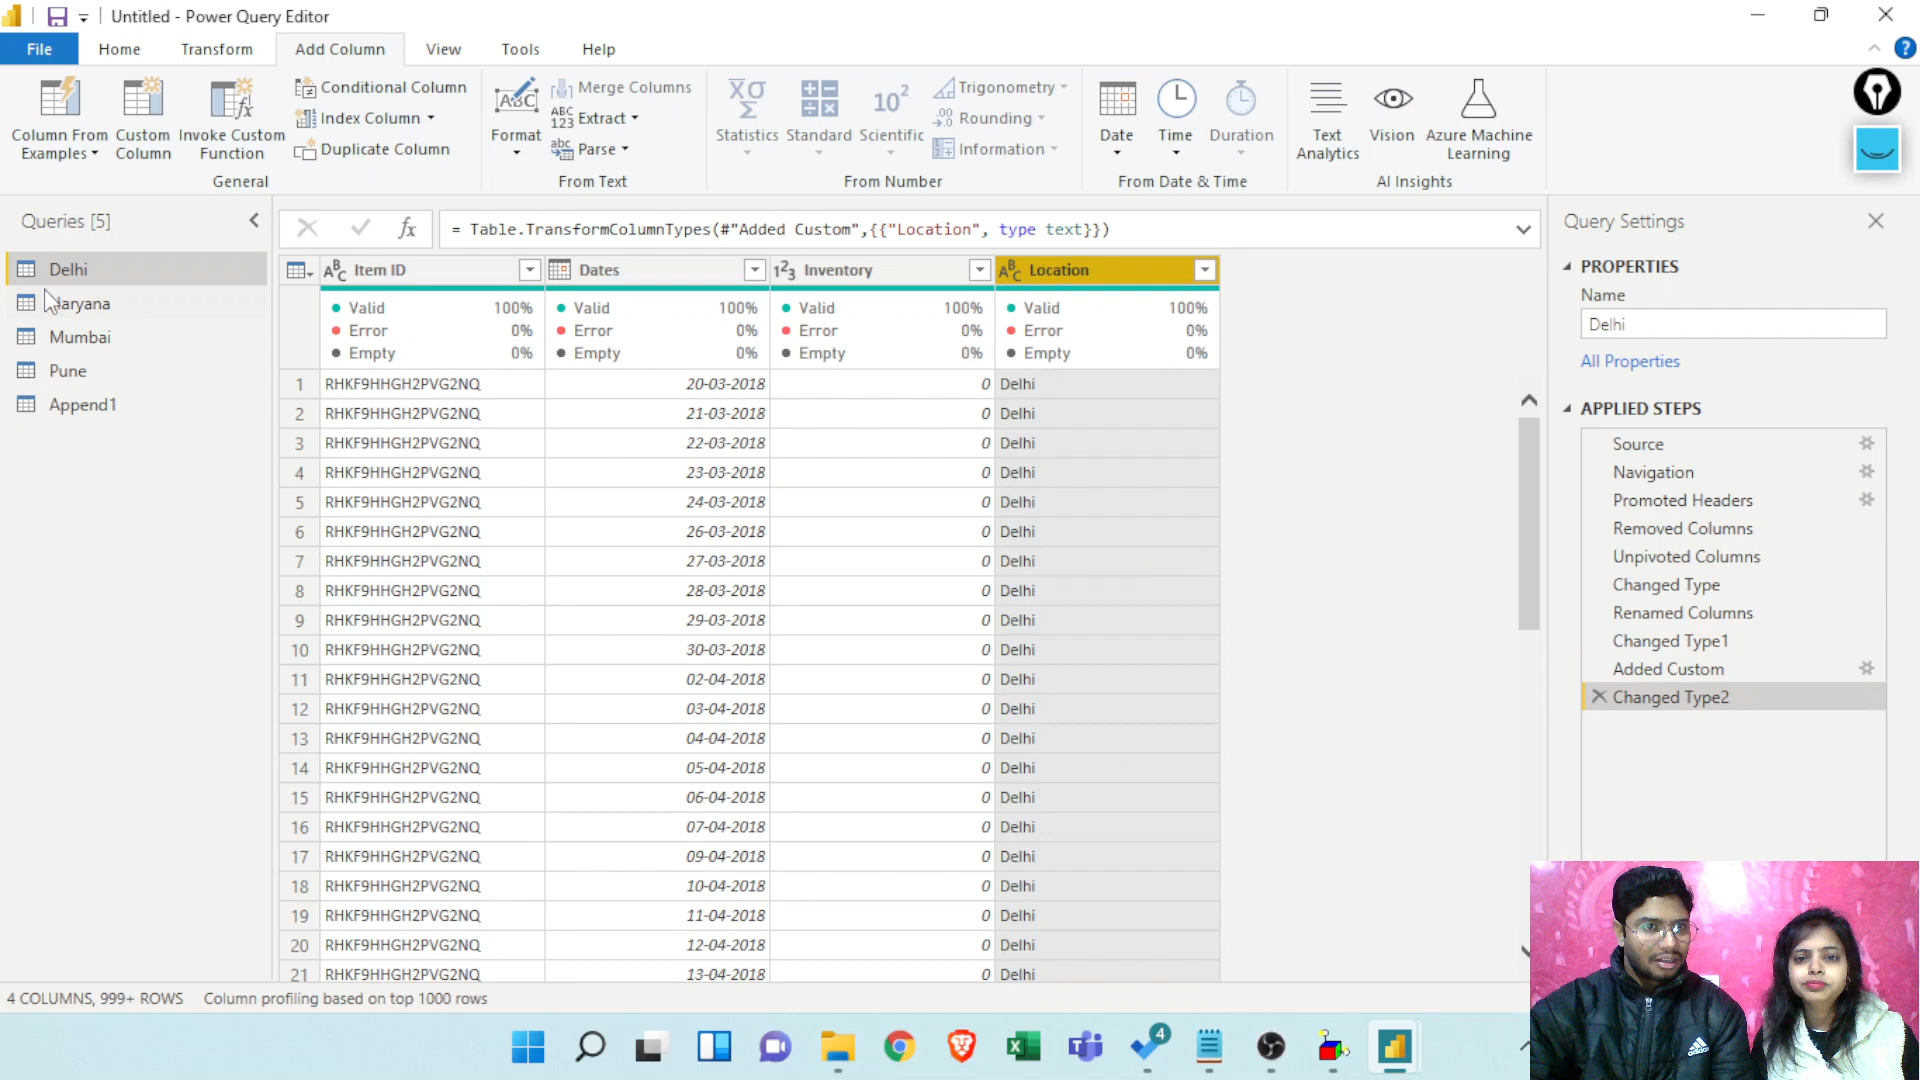 Untitled - Power Query Editor
File Home Transform Add Column View Tools Help
Column From Examples
Custom Column
Invoke Custom Function
Conditional Column
Index Column
Duplicate Column
General
Format
Merge Columns
Extract
Parse
From Text
Statistics
Standard
Scientific
Trigonometry
Rounding
Information
From Number
Date
Time
Duration
From Date & Time
Text Analytics
Vision
Azure Machine Learning
AI Insights
Queries [5]
Delhi
Haryana
Mumbai
Pune
Append1
= Table.TransformColumnTypes(#"Added Custom",{{"Location", type text}})
Item ID Dates Inventory Location
Valid 100% Valid 100% Valid 100% Valid 100%
Error 0% Error 0% Error 0% Error 0%
Empty 0% Empty 0% Empty 0% Empty 0%
1 RHKF9HHGH2PVG2NQ 20-03-2018 0 Delhi
2 RHKF9HHGH2PVG2NQ 21-03-2018 0 Delhi
3 RHKF9HHGH2PVG2NQ 22-03-2018 0 Delhi
4 RHKF9HHGH2PVG2NQ 23-03-2018 0 Delhi
5 RHKF9HHGH2PVG2NQ 24-03-2018 0 Delhi
6 RHKF9HHGH2PVG2NQ 26-03-2018 0 Delhi
7 RHKF9HHGH2PVG2NQ 27-03-2018 0 Delhi
8 RHKF9HHGH2PVG2NQ 28-03-2018 0 Delhi
9 RHKF9HHGH2PVG2NQ 29-03-2018 0 Delhi
10 RHKF9HHGH2PVG2NQ 30-03-2018 0 Delhi
11 RHKF9HHGH2PVG2NQ 02-04-2018 0 Delhi
12 RHKF9HHGH2PVG2NQ 03-04-2018 0 Delhi
13 RHKF9HHGH2PVG2NQ 04-04-2018 0 Delhi
14 RHKF9HHGH2PVG2NQ 05-04-2018 0 Delhi
15 RHKF9HHGH2PVG2NQ 06-04-2018 0 Delhi
16 RHKF9HHGH2PVG2NQ 07-04-2018 0 Delhi
17 RHKF9HHGH2PVG2NQ 09-04-2018 0 Delhi
18 RHKF9HHGH2PVG2NQ 10-04-2018 0 Delhi
19 RHKF9HHGH2PVG2NQ 11-04-2018 0 Delhi
20 RHKF9HHGH2PVG2NQ 12-04-2018 0 Delhi
21 RHKF9HHGH2PVG2NQ 13-04-2018 0 Delhi
Query Settings
PROPERTIES
Name
Delhi
All Properties
APPLIED STEPS
Source
Navigation
Promoted Headers
Removed Columns
Unpivoted Columns
Changed Type
Renamed Columns
Changed Type1
Added Custom
Changed Type2
4 COLUMNS, 999+ ROWS Column profiling based on top 1000 rows
4
adidas